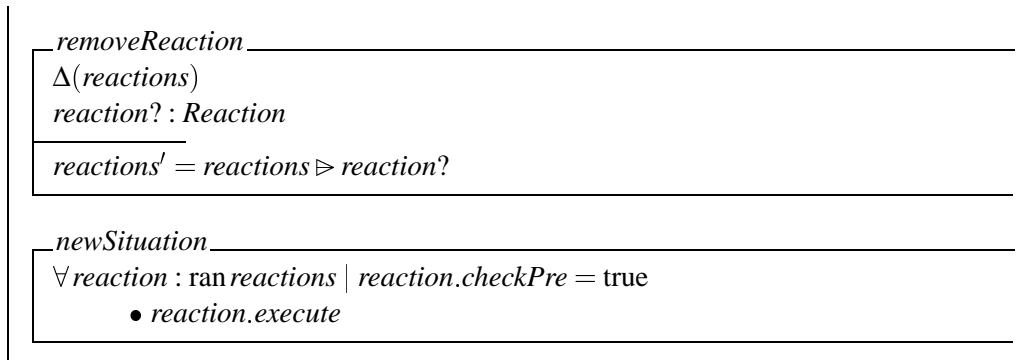 removeReaction
Δ(reactions)
reaction? : Reaction
reactions′ = reactions ⩥ reaction?
newSituation
∀ reaction : ran reactions | reaction.checkPre = true
• reaction.execute